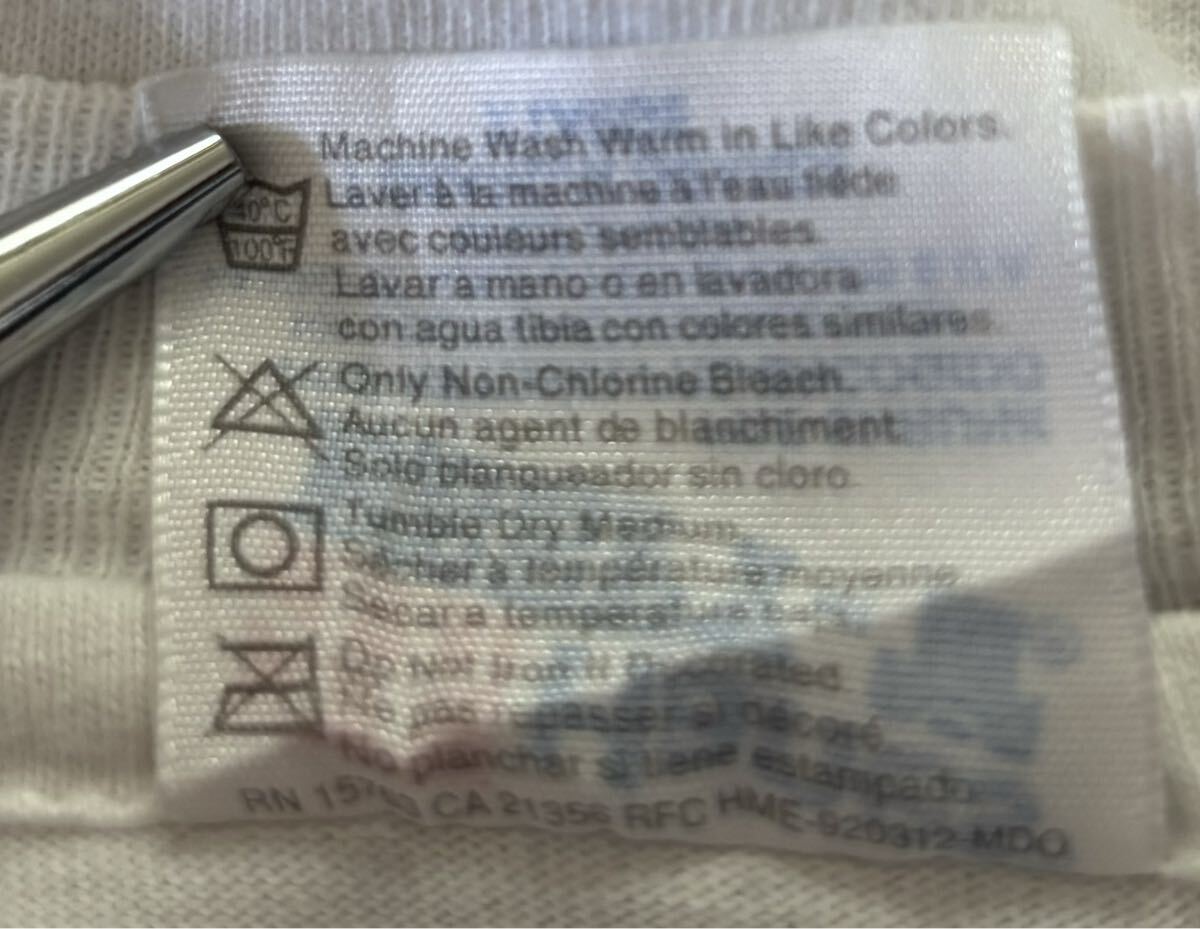 Machine Wash Warm in Like Colors.
Laver à la machine à l'eau tiède
40°C
100°F
avec couleurs semblables.
Lavar a mano o en lavadora
con agua tibia con colores similares.
Only Non-Chlorine Bleach.
Aucun agent de blanchiment.
Solo blanqueador sin cloro.
Tumble Dry Medium.
Sécher à température moyenne.
Secar a temperatura
Do Not Iron If Decorated.
Ne pas repasser si décoré.
No planchar si tiene estampado.
RN CA 21356 RFC HME-920312-MDO